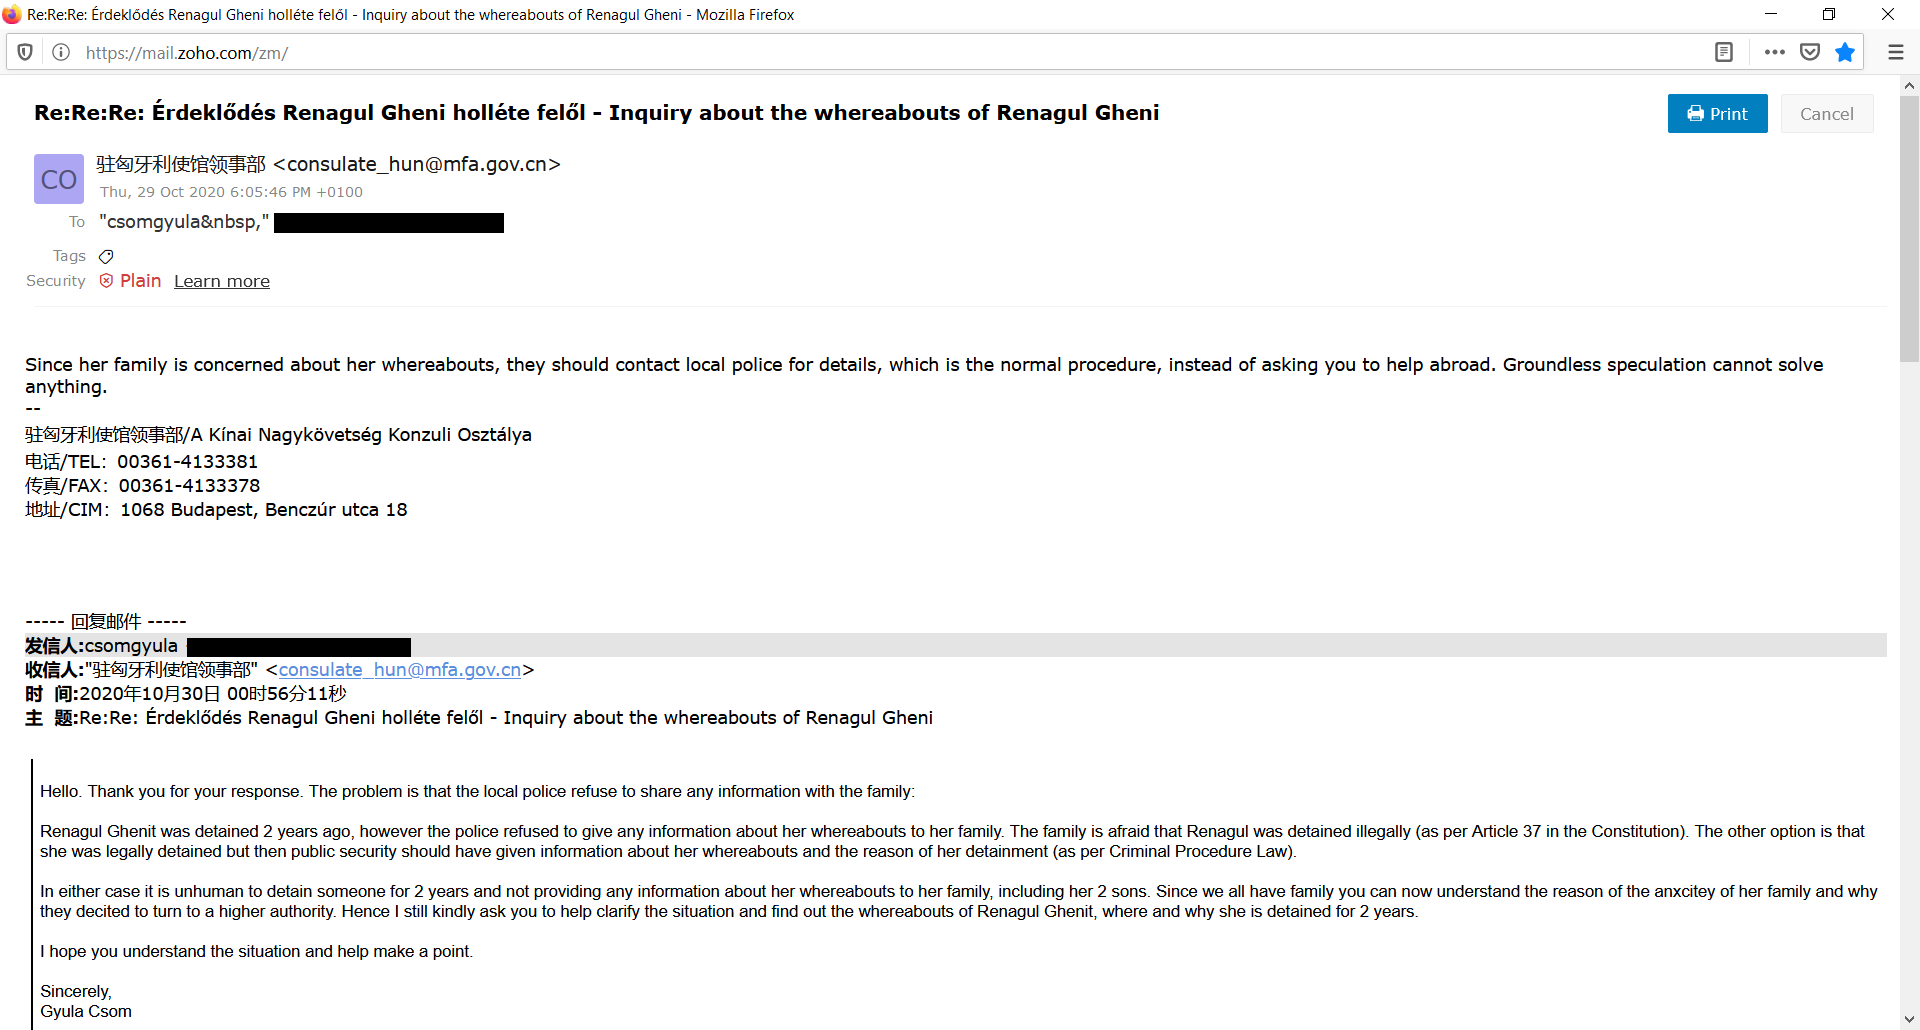 Re:Re:Re: Érdeklődés Renagul Gheni holléte felől - Inquiry about the whereabouts of Renagul Gheni - Mozilla Firefox
https://mail.zoho.com/zm/
Re:Re:Re: Érdeklődés Renagul Gheni holléte felől - Inquiry about the whereabouts of Renagul Gheni
Print
Cancel
CO
驻匈牙利使馆领事部 <consulate_hun@mfa.gov.cn>
Thu, 29 Oct 2020 6:05:46 PM +0100
To "csomgyula&nbsp,"
Tags
Security Plain Learn more
Since her family is concerned about her whereabouts, they should contact local police for details, which is the normal procedure, instead of asking you to help abroad. Groundless speculation cannot solve
anything.
--
驻匈牙利使馆领事部/A Kínai Nagykövetség Konzuli Osztálya
电话/TEL：00361-4133381
传真/FAX：00361-4133378
地址/CIM：1068 Budapest, Benczúr utca 18
----- 回复邮件 -----
发信人:csomgyula
收信人:"驻匈牙利使馆领事部" <consulate_hun@mfa.gov.cn>
时 间:2020年10月30日 00时56分11秒
主 题:Re:Re: Érdeklődés Renagul Gheni holléte felől - Inquiry about the whereabouts of Renagul Gheni
Hello. Thank you for your response. The problem is that the local police refuse to share any information with the family:
Renagul Ghenit was detained 2 years ago, however the police refused to give any information about her whereabouts to her family. The family is afraid that Renagul was detained illegally (as per Article 37 in the Constitution). The other option is that
she was legally detained but then public security should have given information about her whereabouts and the reason of her detainment (as per Criminal Procedure Law).
In either case it is unhuman to detain someone for 2 years and not providing any information about her whereabouts to her family, including her 2 sons. Since we all have family you can now understand the reason of the anxcitey of her family and why
they decited to turn to a higher authority. Hence I still kindly ask you to help clarify the situation and find out the whereabouts of Renagul Ghenit, where and why she is detained for 2 years.
I hope you understand the situation and help make a point.
Sincerely,
Gyula Csom